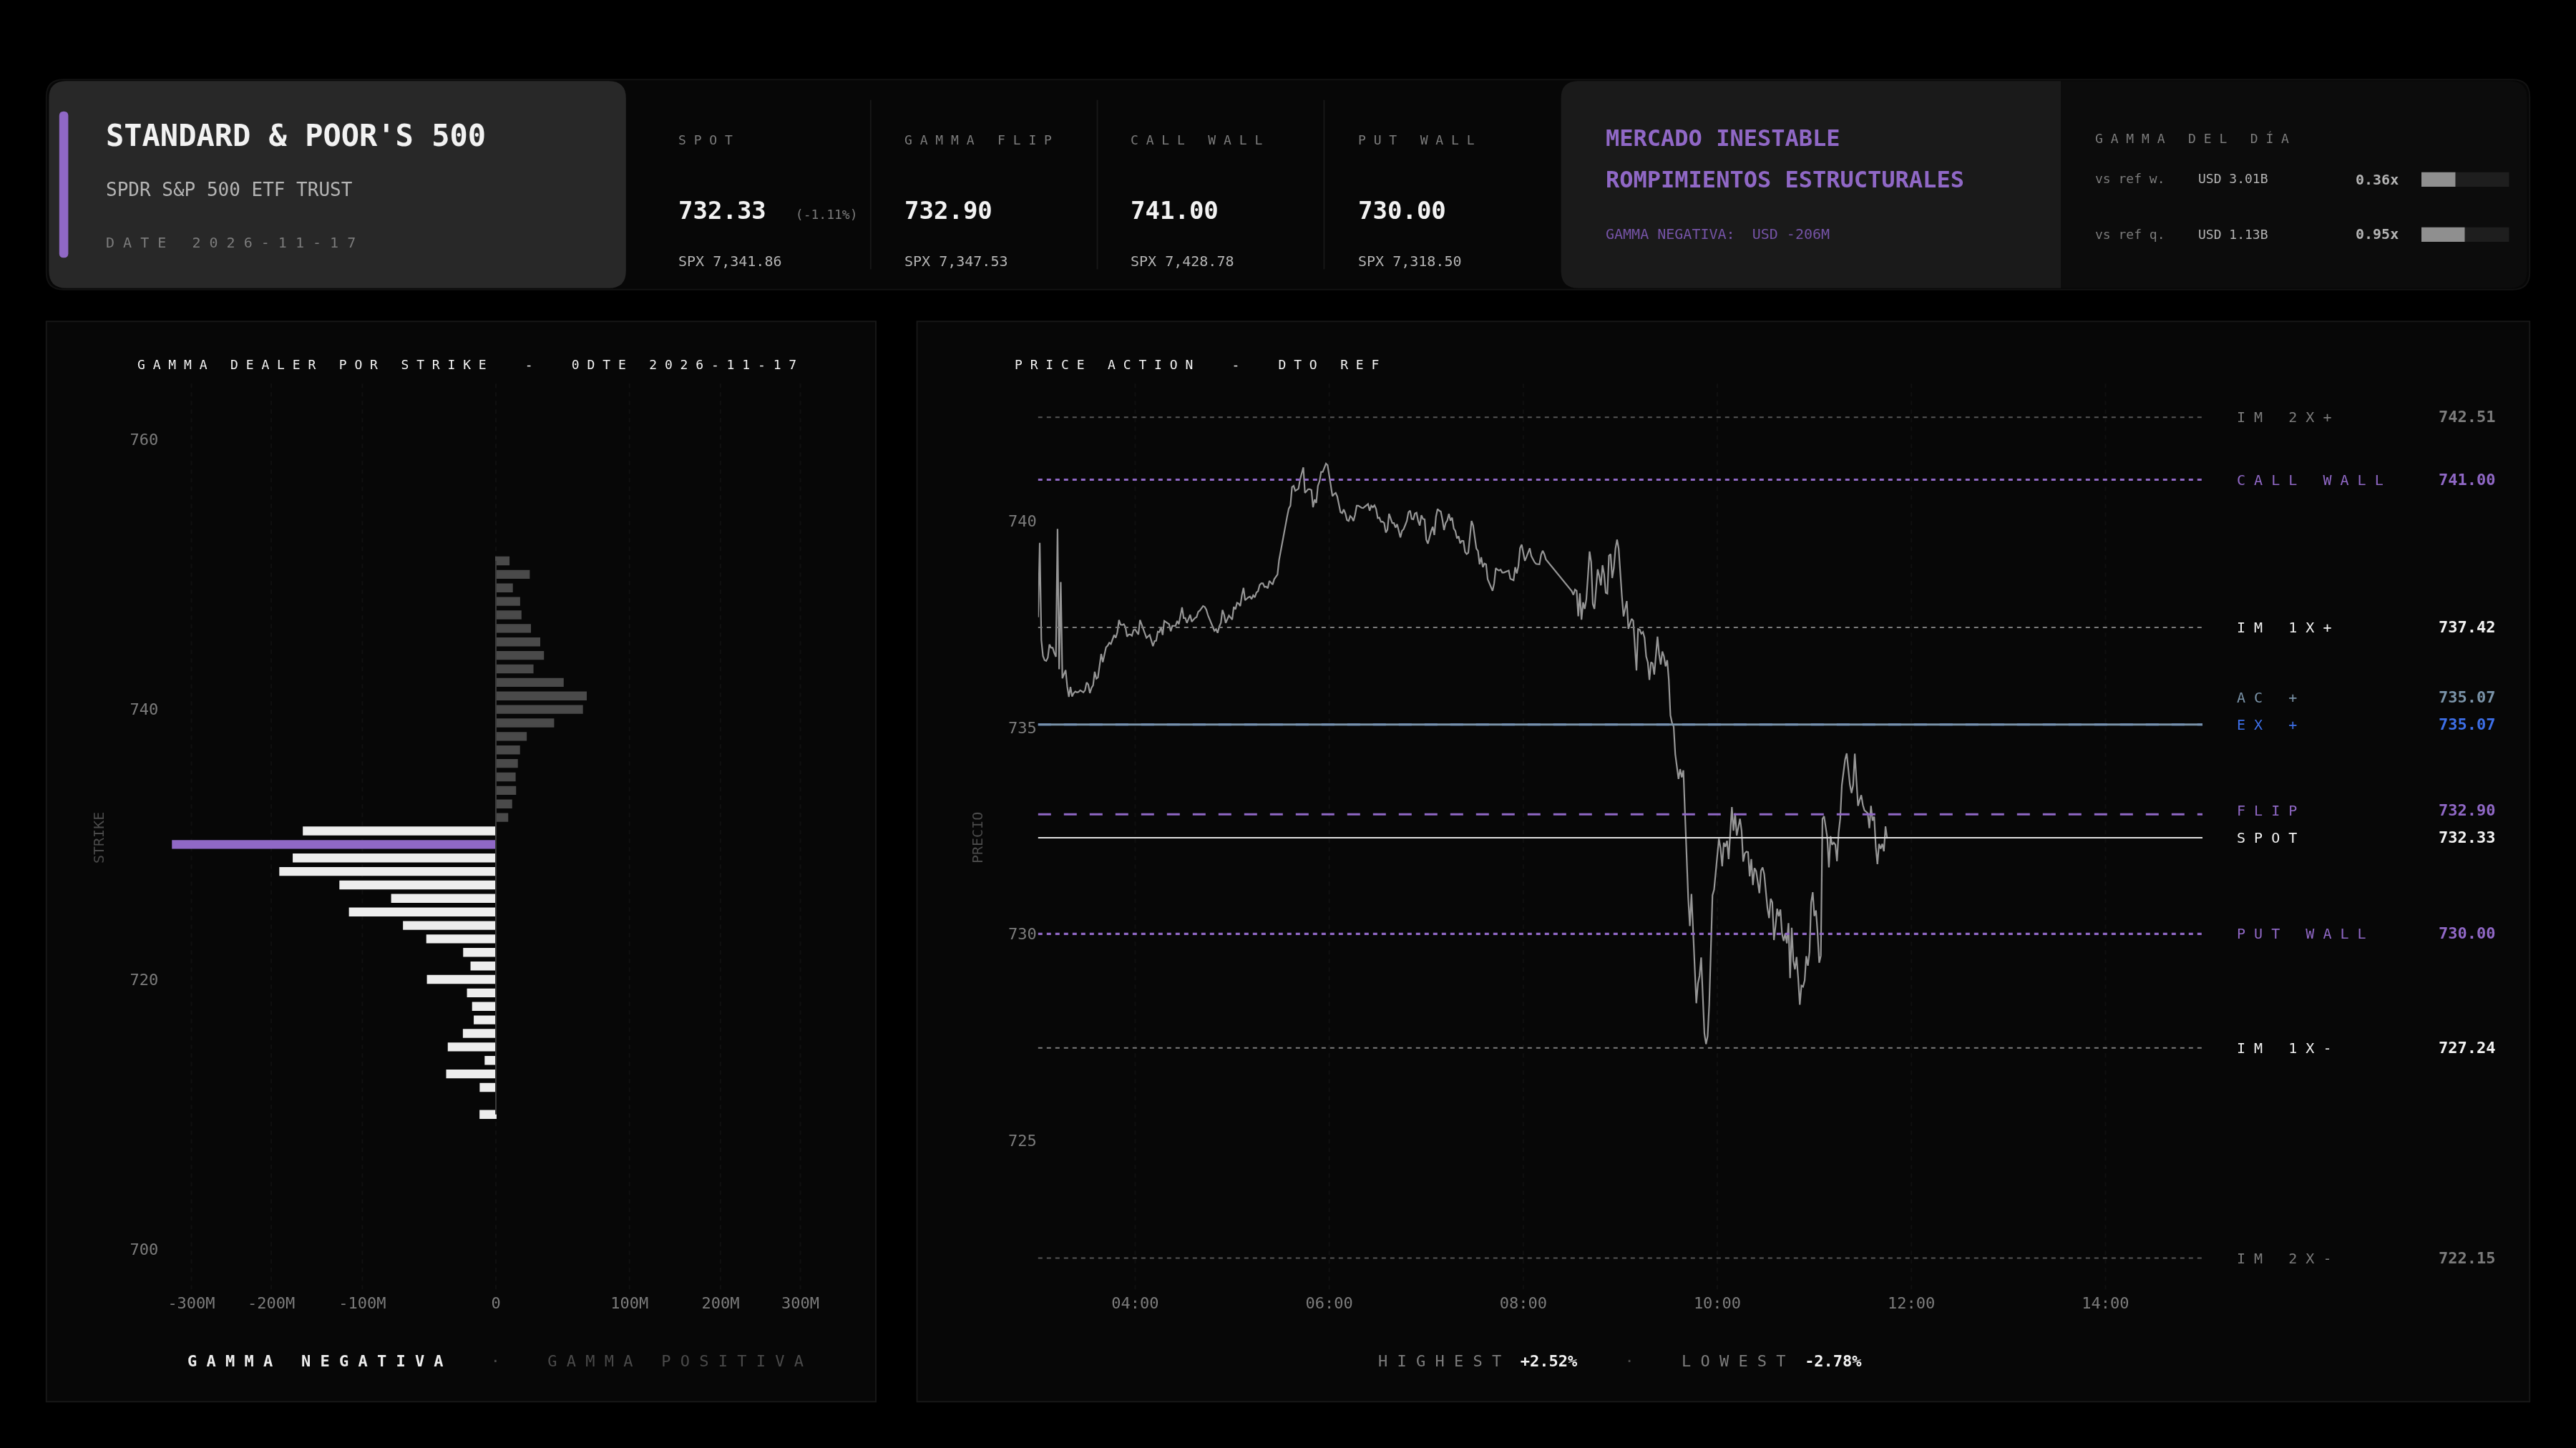 STANDARD & POOR'S 500
SPDR S&P 500 ETF TRUST
DATE 2026-11-17
SPOT
732.33 (-1.11%)
SPX 7,341.86
GAMMA FLIP
732.90
SPX 7,347.53
CALL WALL
741.00
SPX 7,428.78
PUT WALL
730.00
SPX 7,318.50
MERCADO INESTABLE
ROMPIMIENTOS ESTRUCTURALES
GAMMA NEGATIVA: USD -206M
GAMMA DEL DÍA
vs ref w. USD 3.01B 0.36x
vs ref q. USD 1.13B 0.95x
GAMMA DEALER POR STRIKE - 0DTE 2026-11-17
STRIKE
760
740
720
700
-300M -200M -100M 0 100M 200M 300M
GAMMA NEGATIVA · GAMMA POSITIVA
PRICE ACTION - DTO REF
PRECIO
740
735
730
725
04:00 06:00 08:00 10:00 12:00 14:00
IM 2X+ 742.51
CALL WALL 741.00
IM 1X+ 737.42
AC + 735.07
EX + 735.07
FLIP 732.90
SPOT 732.33
PUT WALL 730.00
IM 1X- 727.24
IM 2X- 722.15
HIGHEST +2.52% · LOWEST -2.78%